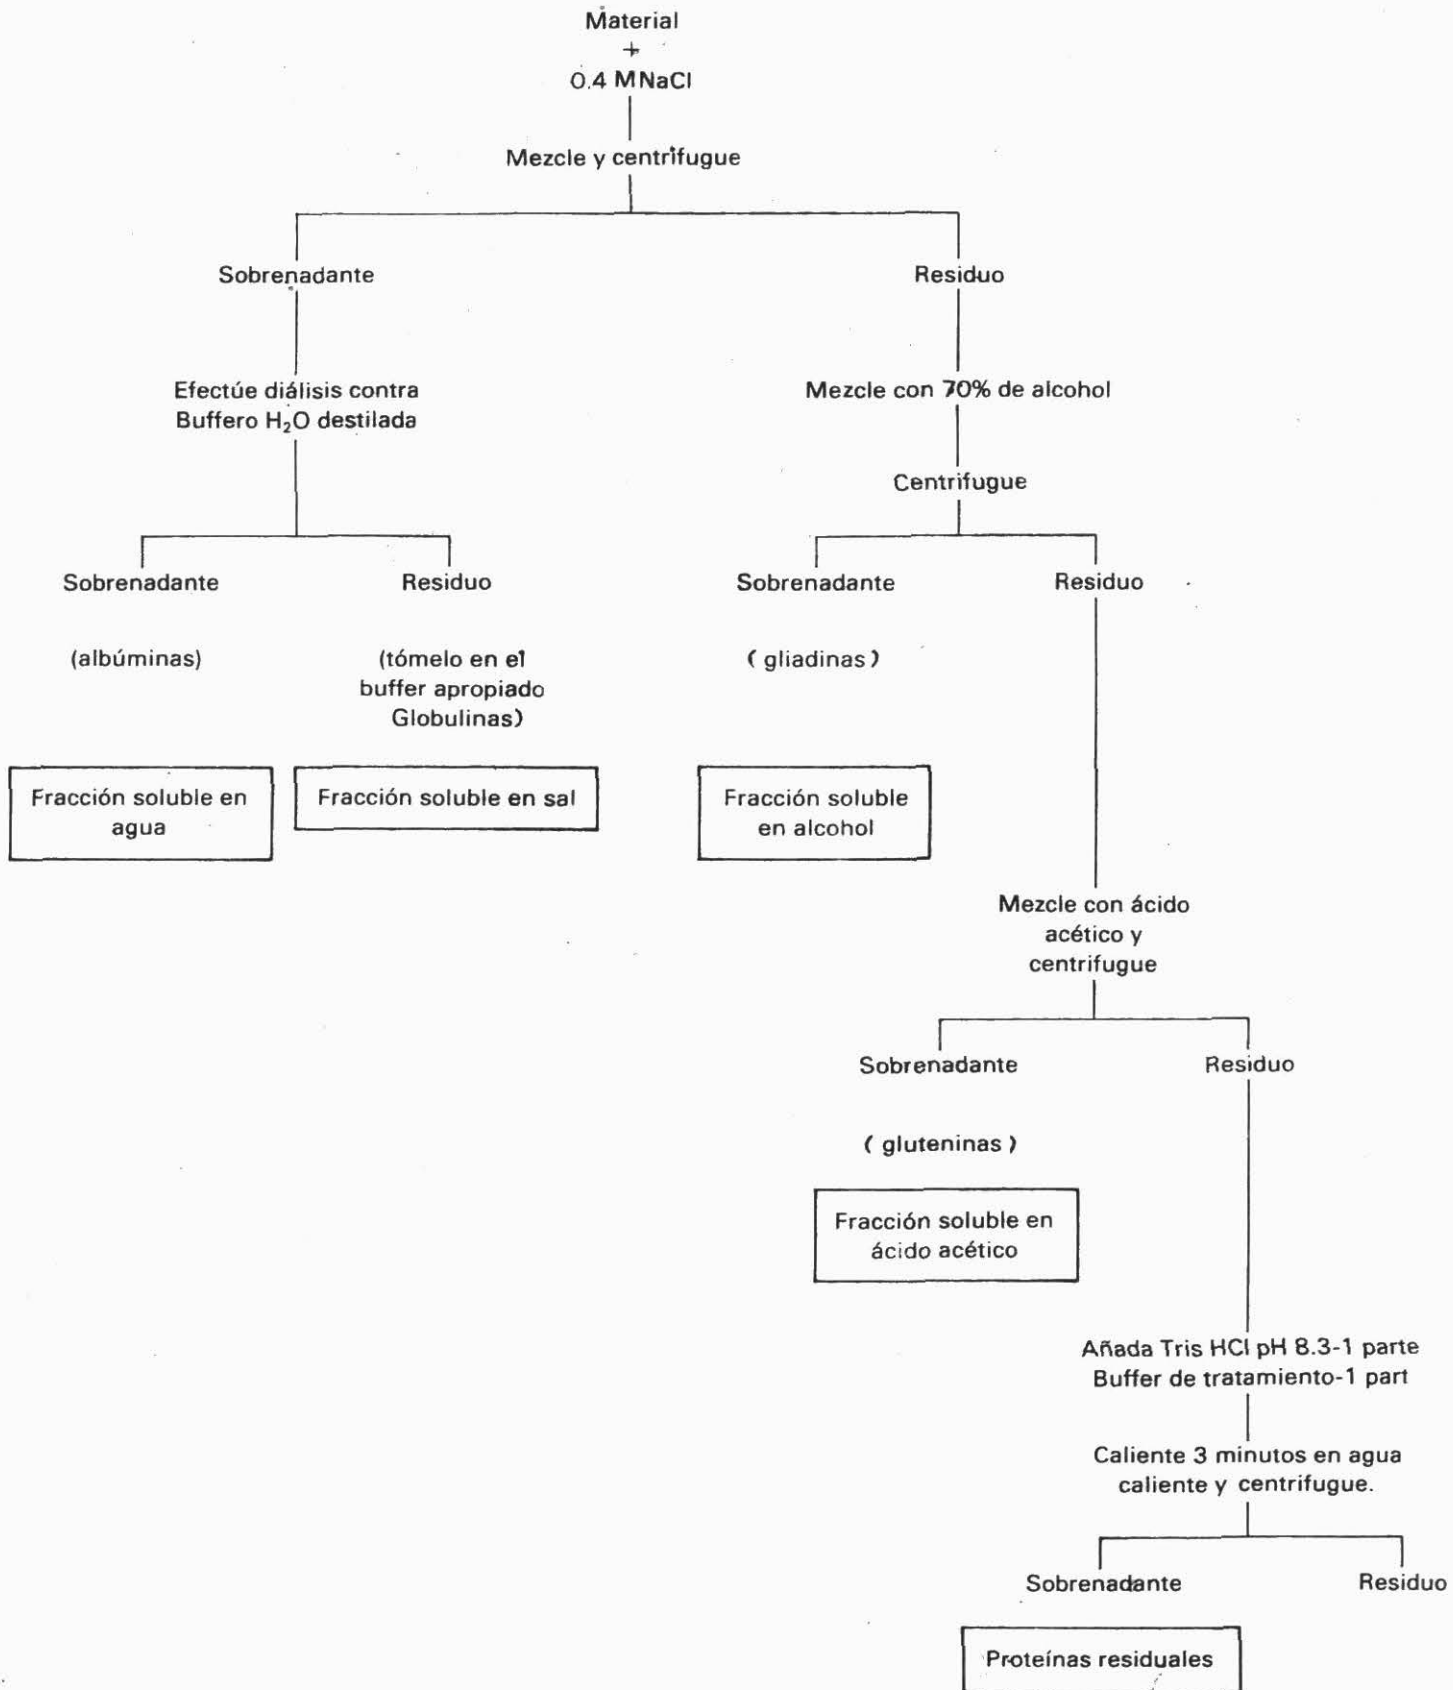 Material
+
0.4 MNaCl
Mezcle y centrifugue
Sobrenadante
Residuo
Efectúe diálisis contra
Buffero H₂O destilada
Mezcle con 70% de alcohol
Centrifugue
Sobrenadante
Residuo
Sobrenadante
Residuo
(albúminas)
(tómelo en el
buffer apropiado
Globulinas)
( gliadinas )
Fracción soluble en
agua
Fracción soluble en sal
Fracción soluble
en alcohol
Mezcle con ácido
acético y
centrifugue
Sobrenadante
Residuo
( gluteninas )
Fracción soluble en
ácido acético
Añada Tris HCl pH 8.3-1 parte
Buffer de tratamiento-1 part
Caliente 3 minutos en agua
caliente y centrifugue.
Sobrenadante
Residuo
Proteínas residuales